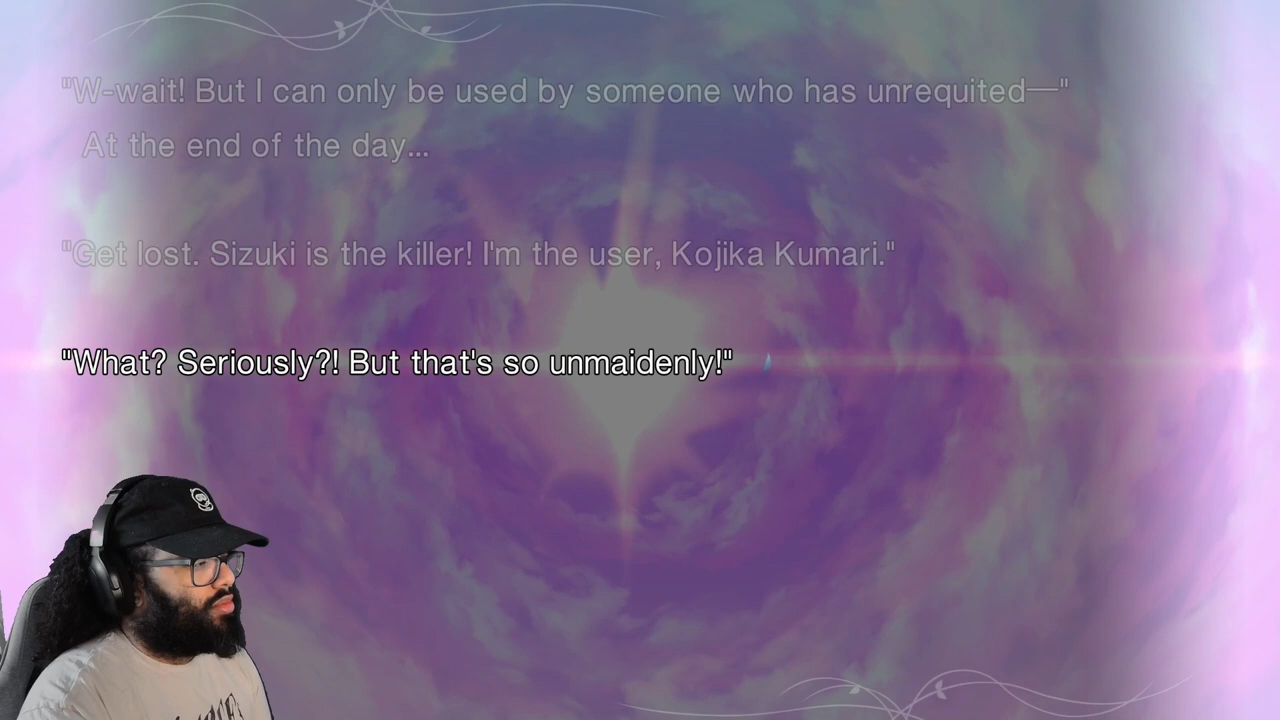 "W-wait! But I can only be used by someone who has unrequited—"
At the end of the day...
"Get lost. Sizuki is the killer! I'm the user, Kojika Kumari."
"What? Seriously?! But that's so unmaidenly!"